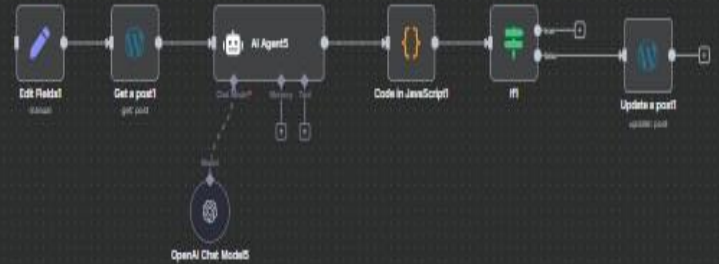 Edit Fields1
manual
Get a post1
get: post
AI Agent5
Chat Model*
Memory
Tool
Code in JavaScript1
If1
true
false
Update a post1
update: post
Model
OpenAI Chat Model5